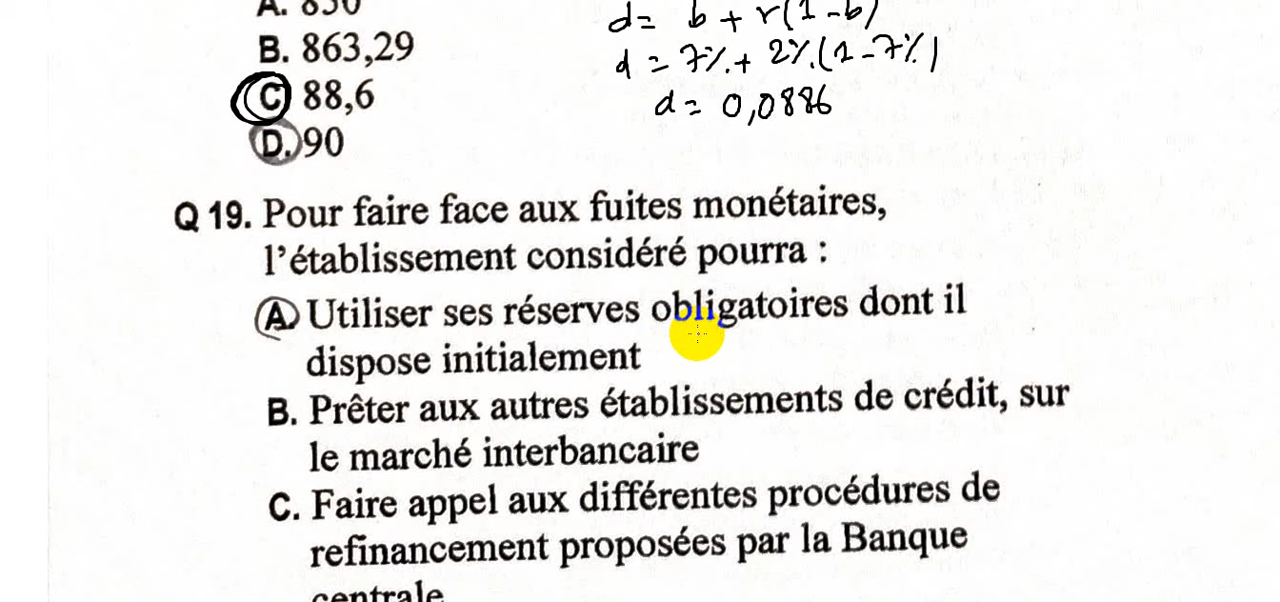 A. 850
d= b + r(1-b)
B. 863,29
d = 7%+ 2%(1-7%)
C 88,6
d= 0,0886
D. 90
Q 19. Pour faire face aux fuites monétaires,
l'établissement considéré pourra :
A. Utiliser ses réserves obligatoires dont il
dispose initialement
B. Prêter aux autres établissements de crédit, sur
le marché interbancaire
C. Faire appel aux différentes procédures de
refinancement proposées par la Banque
centrale